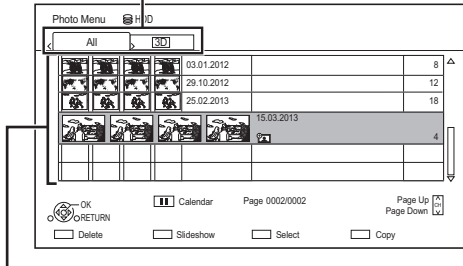 Photo Menu HDD
All 3D
03.01.2012 8
29.10.2012 12
25.02.2013 18
15.03.2013
4
OK
RETURN
Calendar Page 0002/0002 Page Up
Page Down CH
Delete Slideshow Select Copy